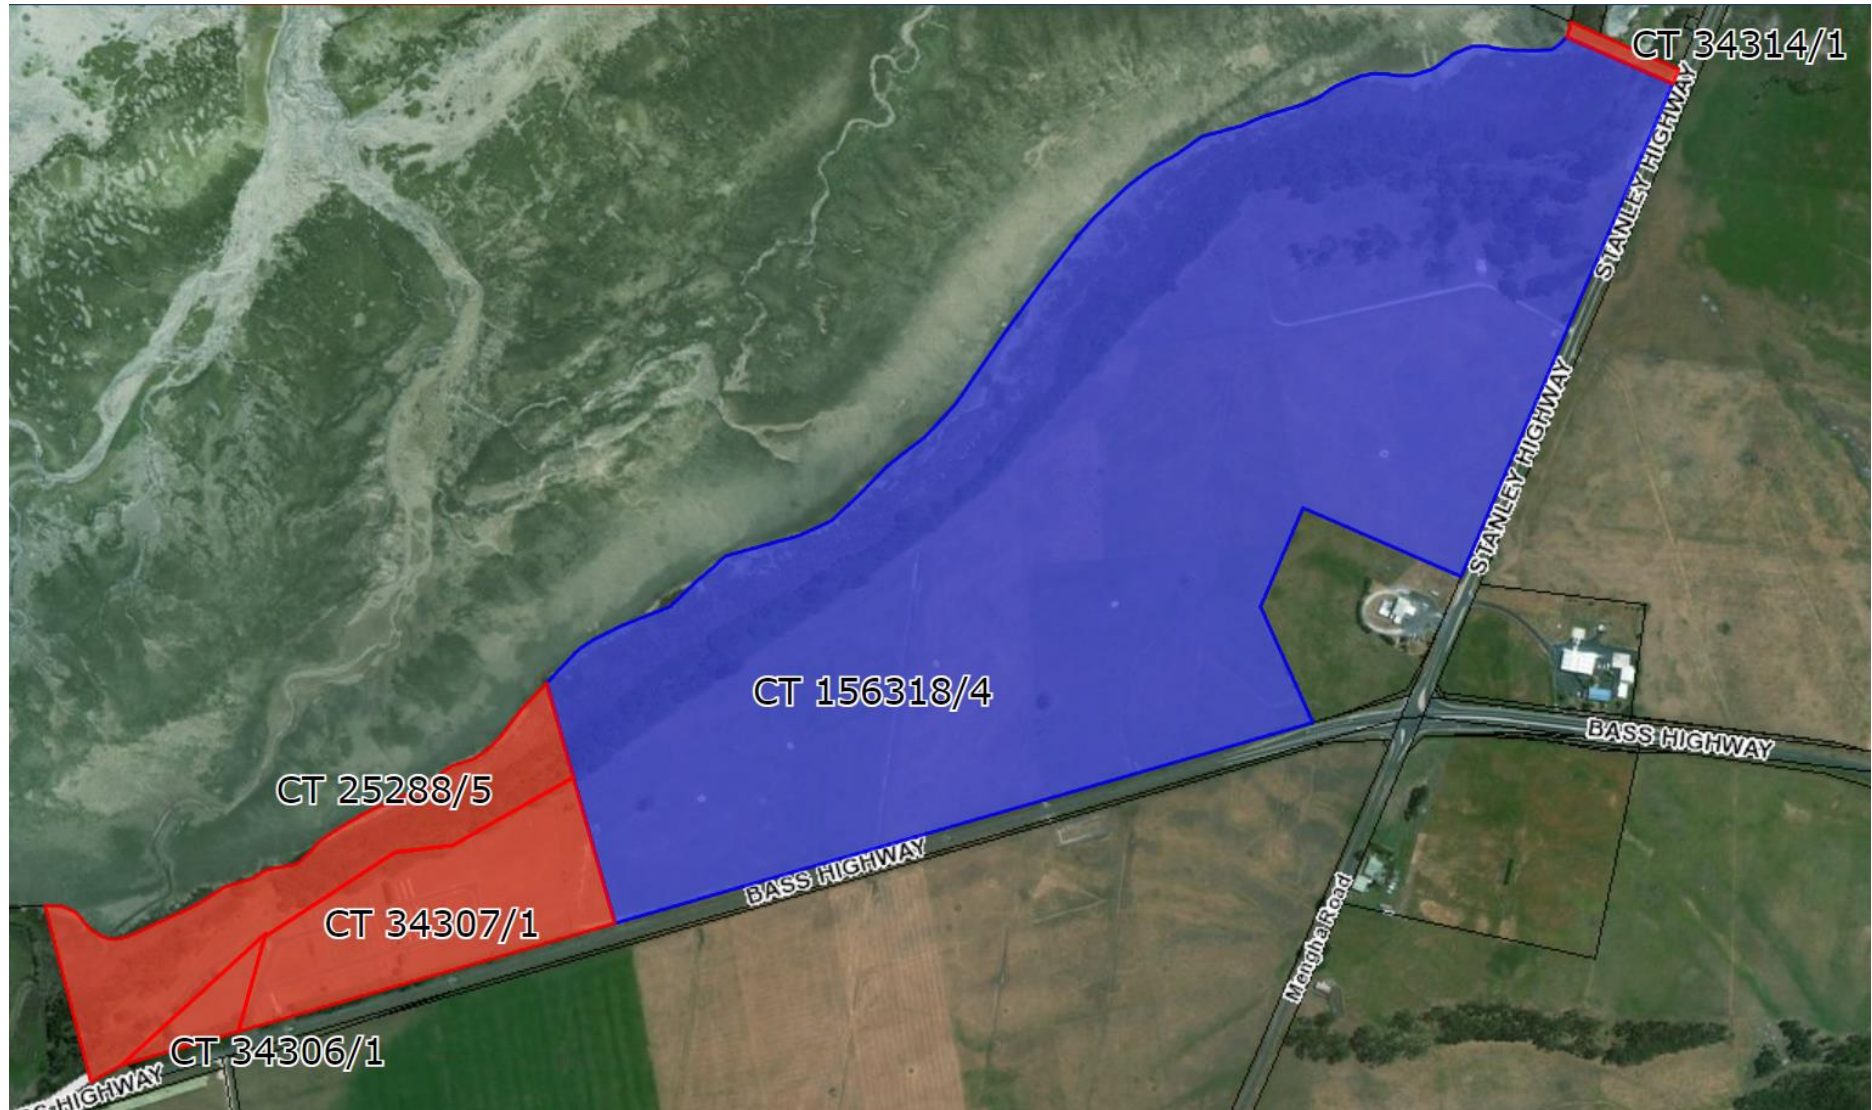 CT 34314/1
STANLEY HIGHWAY
STANLEY HIGHWAY
CT 156318/4
BASS HIGHWAY
CT 25288/5
BASS HIGHWAY
CT 34307/1
Mengha Road
CT 34306/1
HIGHWAY